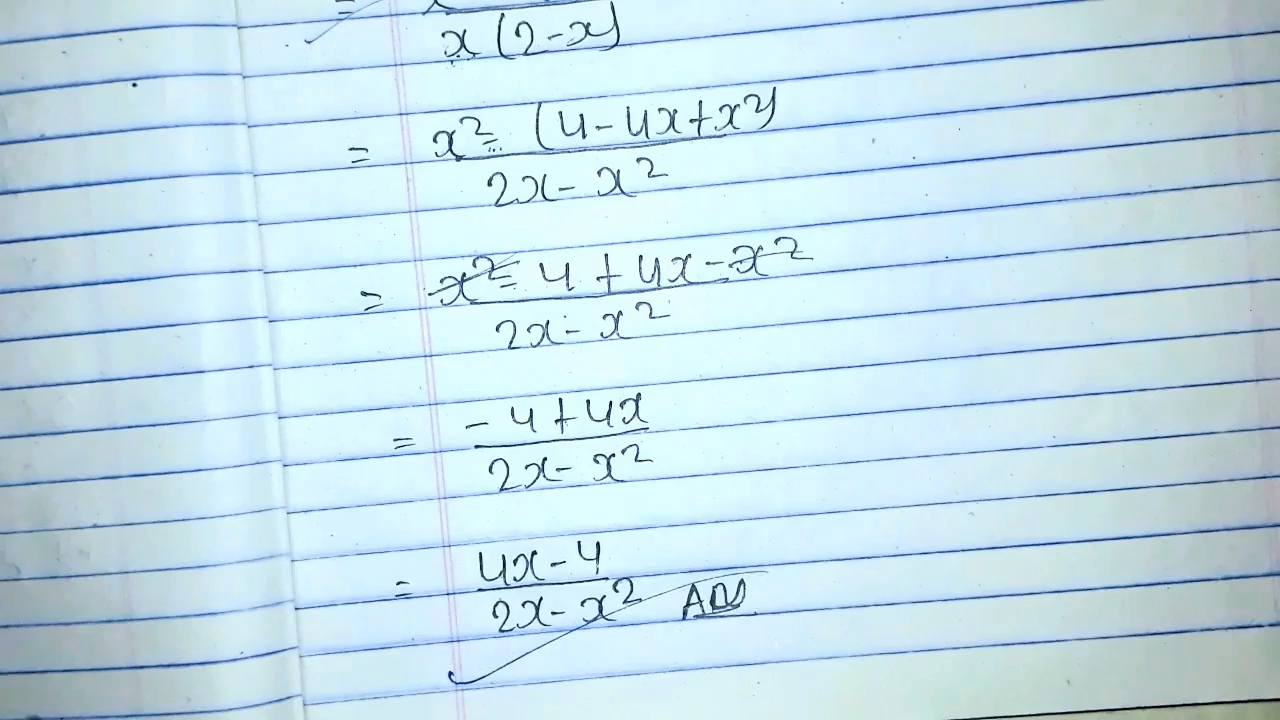 =
x (2-x)
= x² - (4 - 4x + x²)
2x - x²
= x² - 4 + 4x - x²
2x - x²
= - 4 + 4x
2x - x²
= 4x - 4
2x - x² Ans